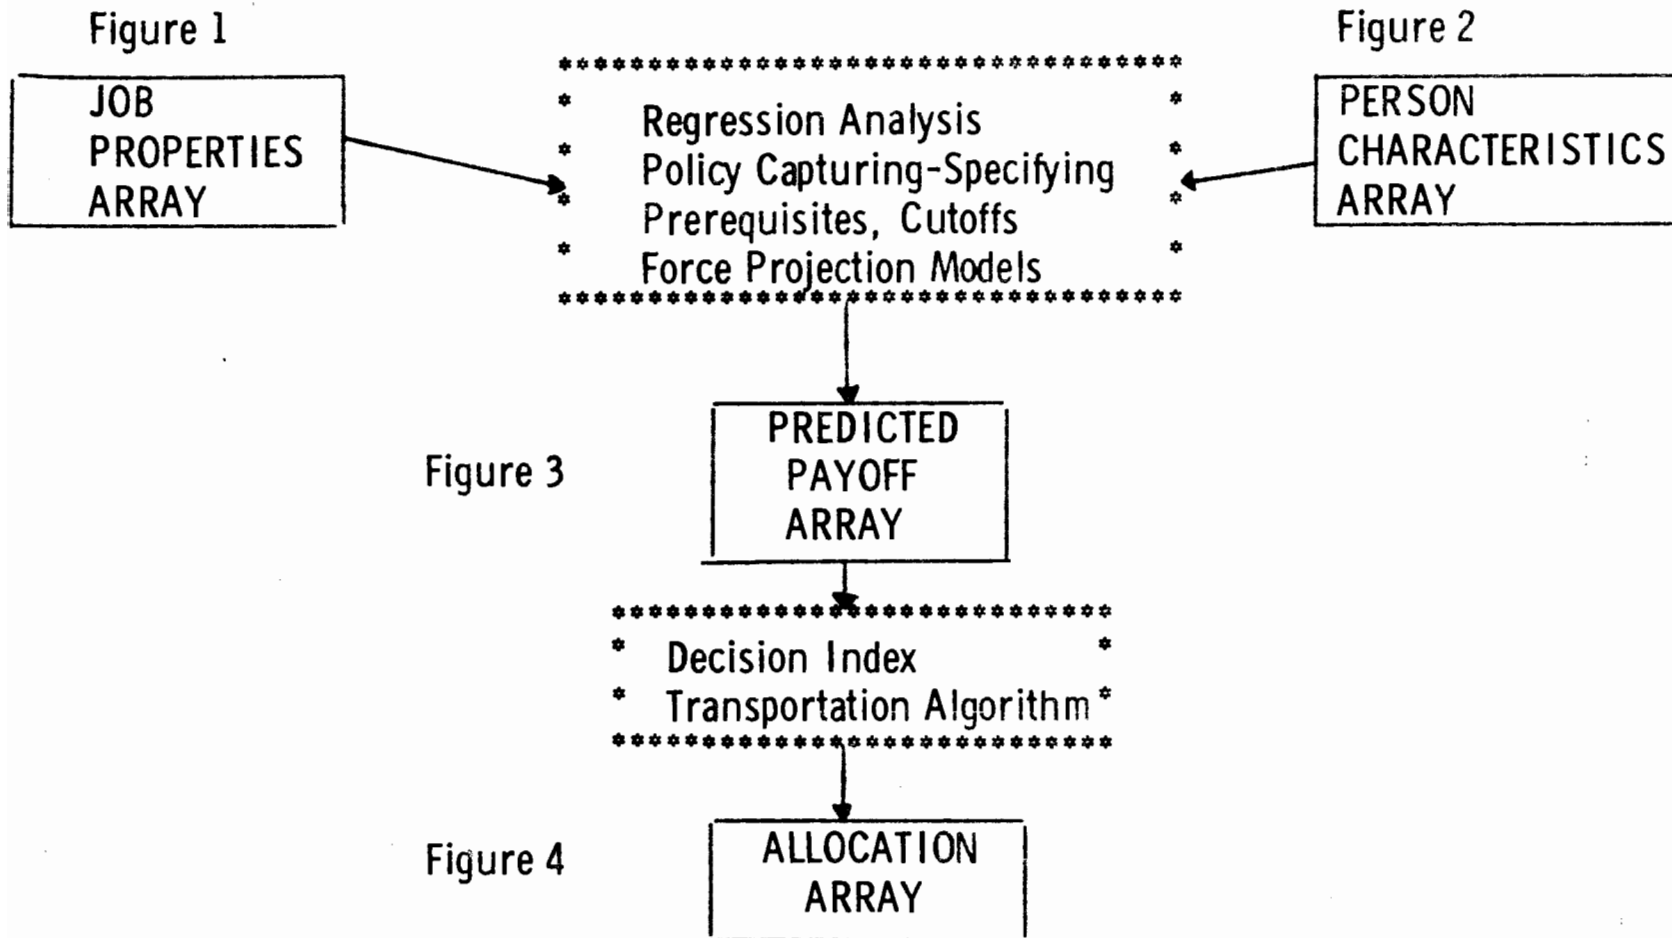 Figure 1
JOB
PROPERTIES
ARRAY
Regression Analysis
Policy Capturing-Specifying
Prerequisites, Cutoffs
Force Projection Models
Figure 2
PERSON
CHARACTERISTICS
ARRAY
Figure 3
PREDICTED
PAYOFF
ARRAY
Decision Index
Transportation Algorithm
Figure 4
ALLOCATION
ARRAY